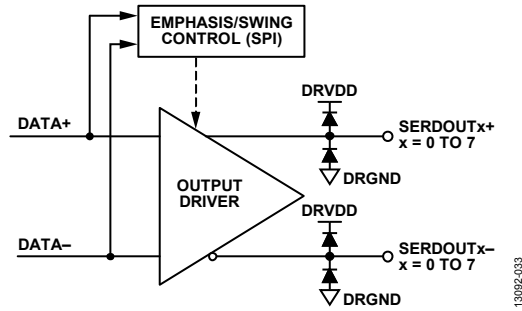 EMPHASIS/SWING
CONTROL (SPI)
DRVDD
DATA+
SERDOUTx+
x = 0 TO 7
DRGND
OUTPUT
DRIVER
DRVDD
DATA–
SERDOUTx–
x = 0 TO 7
DRGND
13092-033